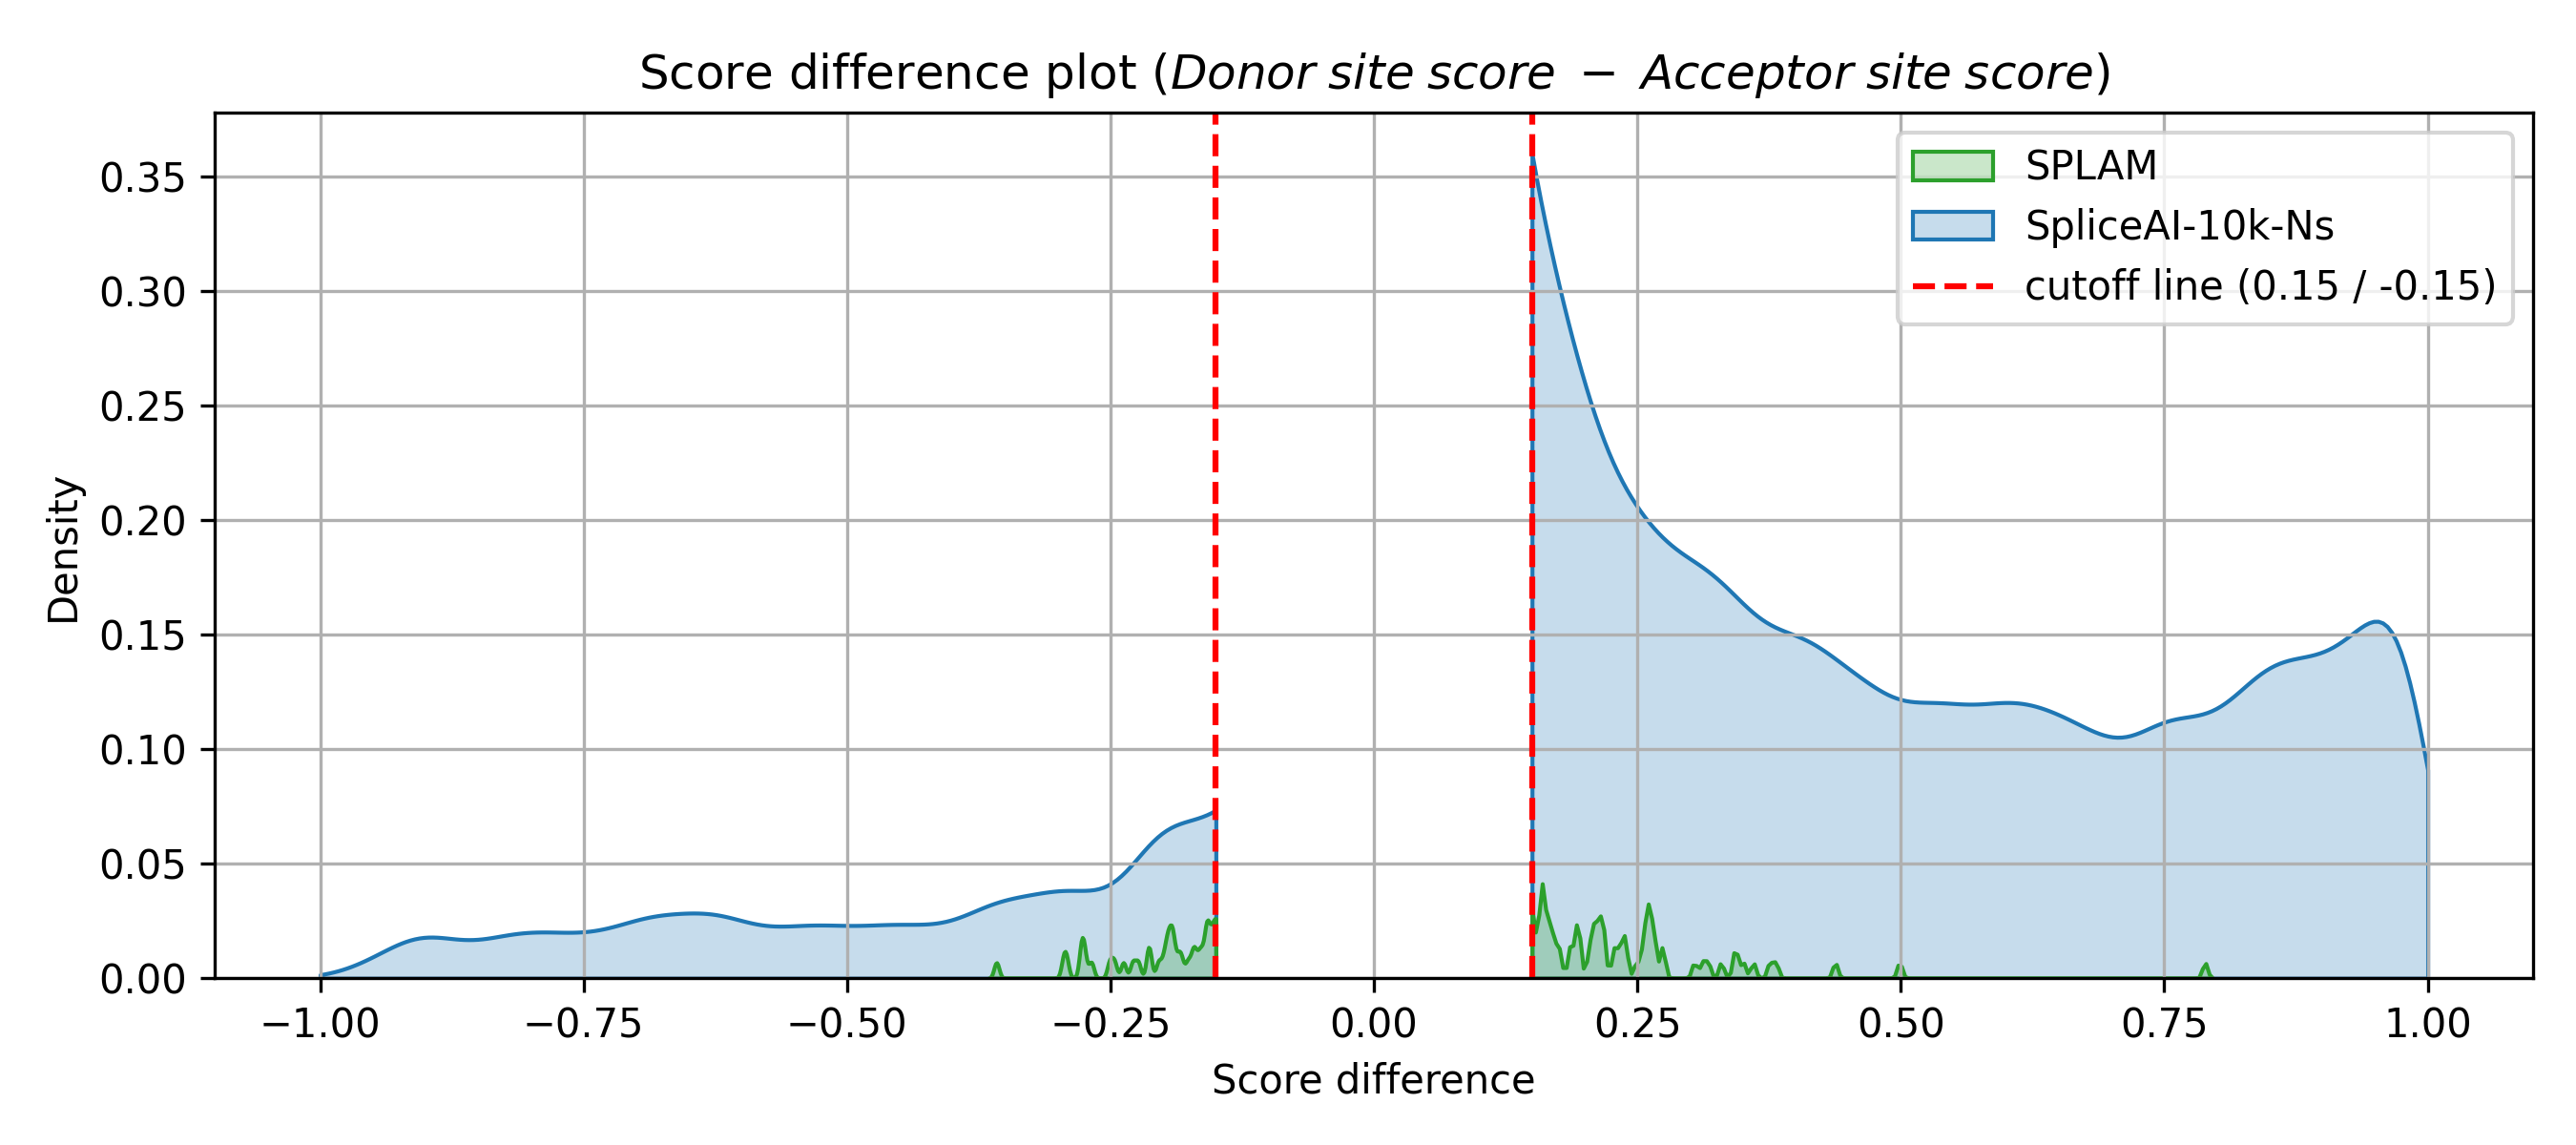 Score difference plot (Donor site score − Acceptor site score)
SPLAM
SpliceAI-10k-Ns
cutoff line (0.15 / -0.15)
0.35
0.30
0.25
0.20
0.15
0.10
0.05
0.00
Density
−1.00 −0.75 −0.50 −0.25 0.00 0.25 0.50 0.75 1.00
Score difference